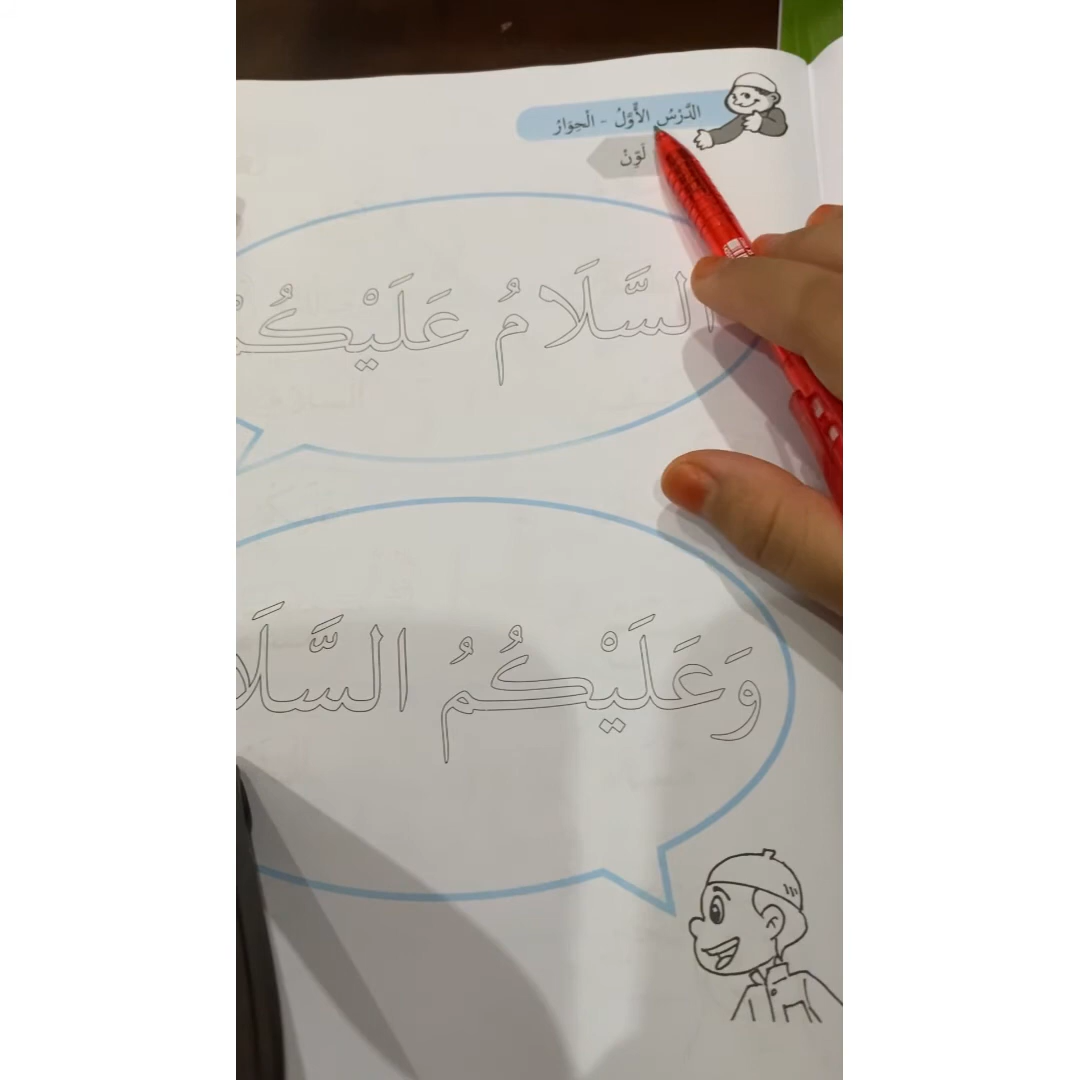 الدَّرْسُ الأَوَّلُ - الْحِوَارُ
لَوِّنْ
السَّلَامُ عَلَيْكُمْ
وَعَلَيْكُمُ السَّلَا